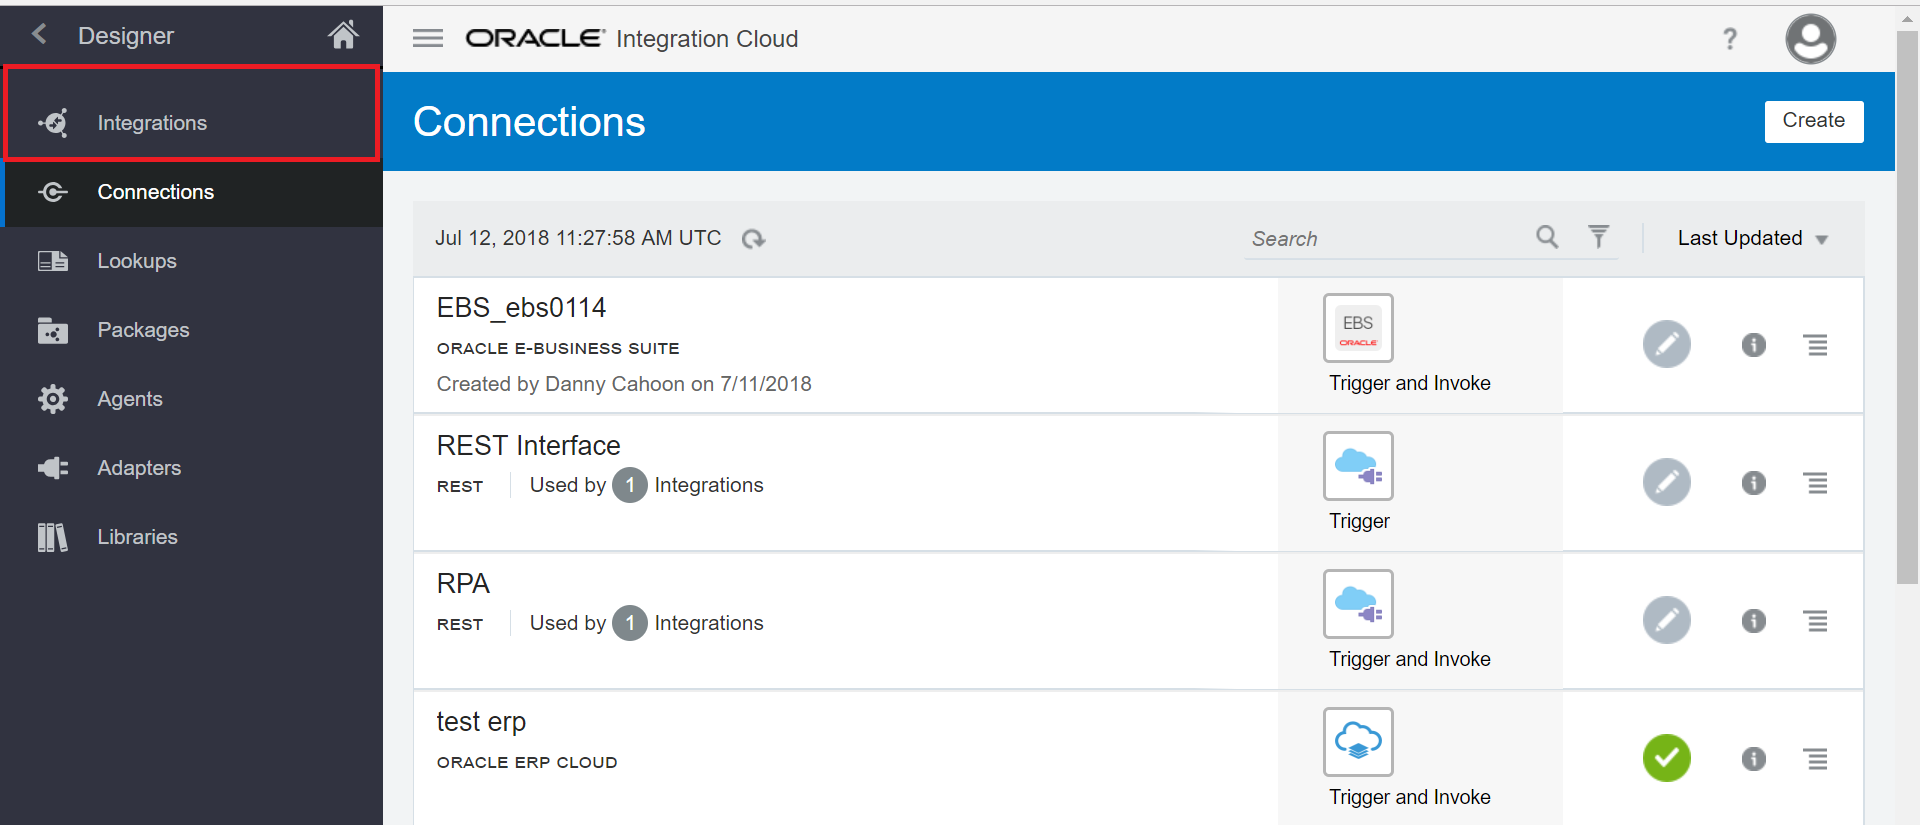 Designer
Integrations
Connections
Lookups
Packages
Agents
Adapters
Libraries
ORACLE® Integration Cloud
?
Connections
Create
Jul 12, 2018 11:27:58 AM UTC
Search
Last Updated
EBS_ebs0114
ORACLE E-BUSINESS SUITE
Created by Danny Cahoon on 7/11/2018
EBS
ORACLE
Trigger and Invoke
REST Interface
REST Used by 1 Integrations
Trigger
RPA
REST Used by 1 Integrations
Trigger and Invoke
test erp
ORACLE ERP CLOUD
Trigger and Invoke